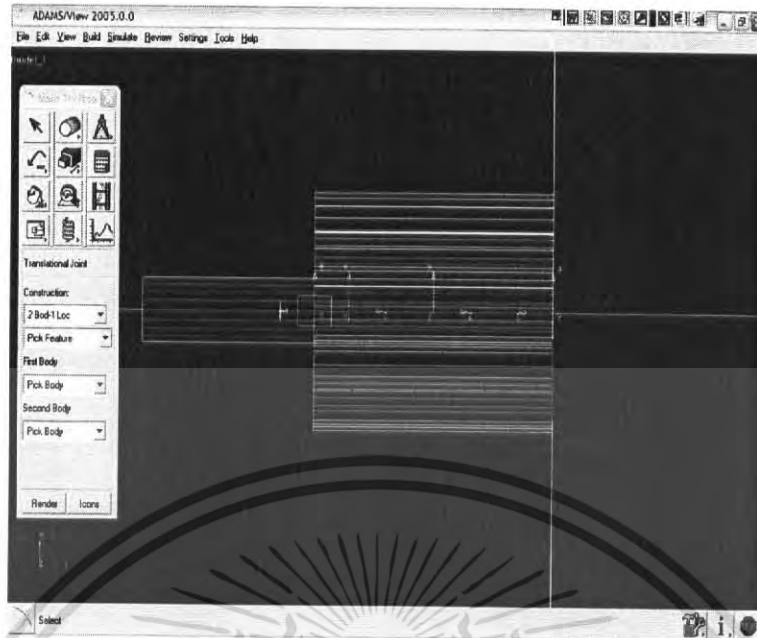 ADAMS/View 2005.0.0
File Edit View Build Simulate Review Settings Tools Help
Translational Joint
Construction:
2 Bod-1 Loc
Pick Feature
First Body
Pick Body
Second Body
Pick Body
Render Icons
Select